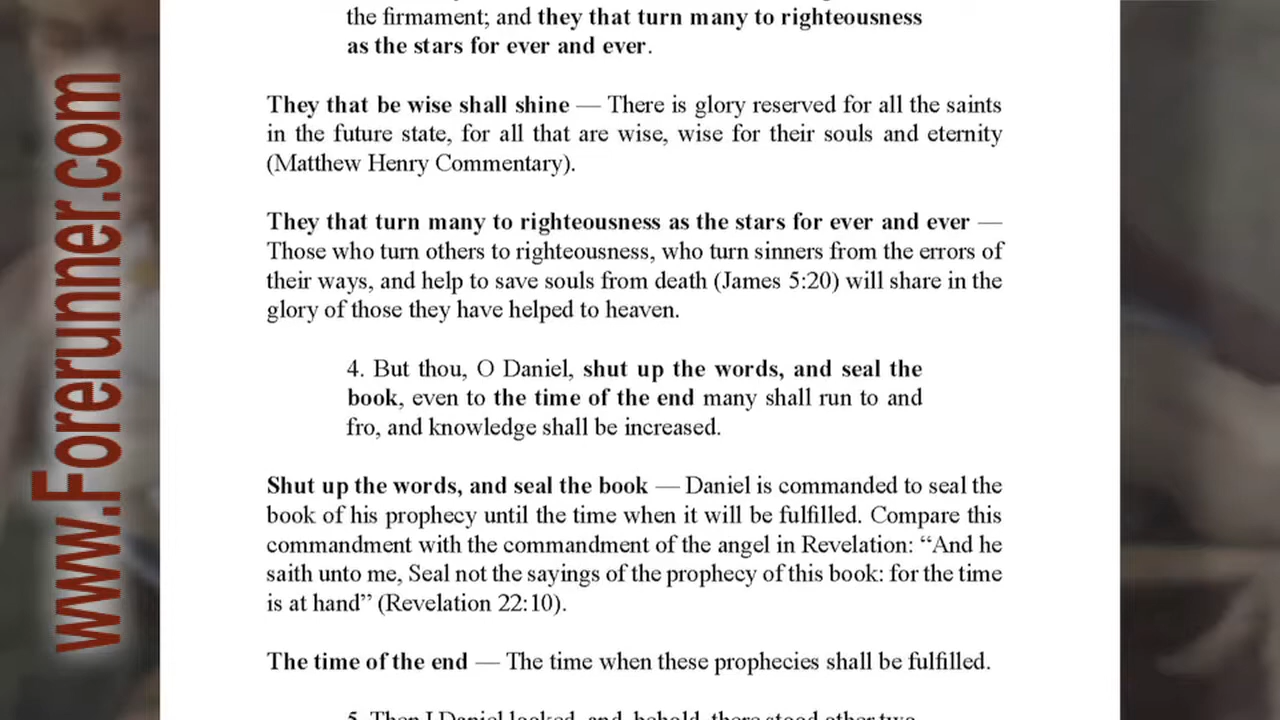 the firmament; and they that turn many to righteousness
as the stars for ever and ever.
They that be wise shall shine — There is glory reserved for all the saints
in the future state, for all that are wise, wise for their souls and eternity
(Matthew Henry Commentary).
They that turn many to righteousness as the stars for ever and ever —
Those who turn others to righteousness, who turn sinners from the errors of
their ways, and help to save souls from death (James 5:20) will share in the
glory of those they have helped to heaven.
4. But thou, O Daniel, shut up the words, and seal the
book, even to the time of the end many shall run to and
fro, and knowledge shall be increased.
Shut up the words, and seal the book — Daniel is commanded to seal the
book of his prophecy until the time when it will be fulfilled. Compare this
commandment with the commandment of the angel in Revelation: “And he
saith unto me, Seal not the sayings of the prophecy of this book: for the time
is at hand” (Revelation 22:10).
The time of the end — The time when these prophecies shall be fulfilled.
5. Then I Daniel looked, and, behold, there stood other two,
www.Forerunner.com